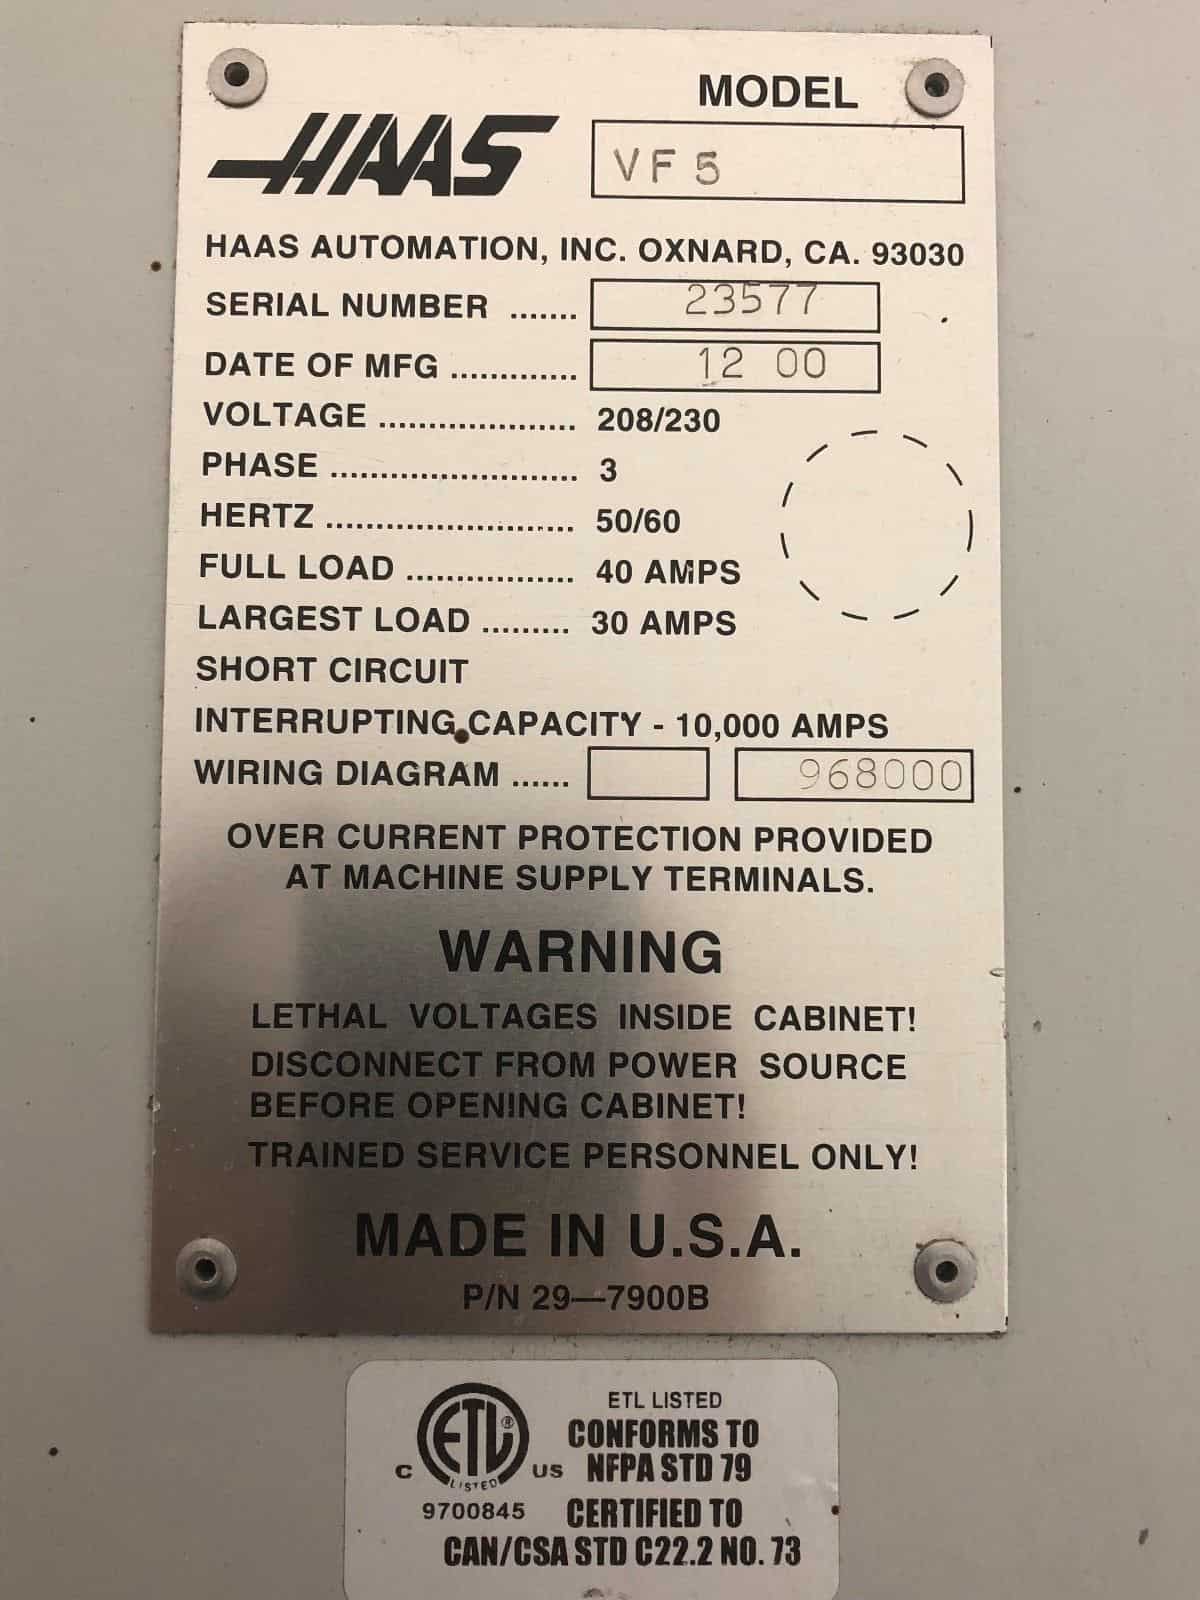 MODEL
HAAS
VF5
HAAS AUTOMATION, INC. OXNARD, CA. 93030
SERIAL NUMBER ....... 23577
DATE OF MFG ............. 12 00
VOLTAGE .................... 208/230
PHASE ......................... 3
HERTZ ......................... 50/60
FULL LOAD ................. 40 AMPS
LARGEST LOAD ......... 30 AMPS
SHORT CIRCUIT
INTERRUPTING CAPACITY - 10,000 AMPS
WIRING DIAGRAM ...... 968000
OVER CURRENT PROTECTION PROVIDED
AT MACHINE SUPPLY TERMINALS.
WARNING
LETHAL VOLTAGES INSIDE CABINET!
DISCONNECT FROM POWER SOURCE
BEFORE OPENING CABINET!
TRAINED SERVICE PERSONNEL ONLY!
MADE IN U.S.A.
P/N 29—7900B
ETL LISTED
CONFORMS TO
NFPA STD 79
C ETL® US
LISTED
9700845
CERTIFIED TO
CAN/CSA STD C22.2 NO. 73